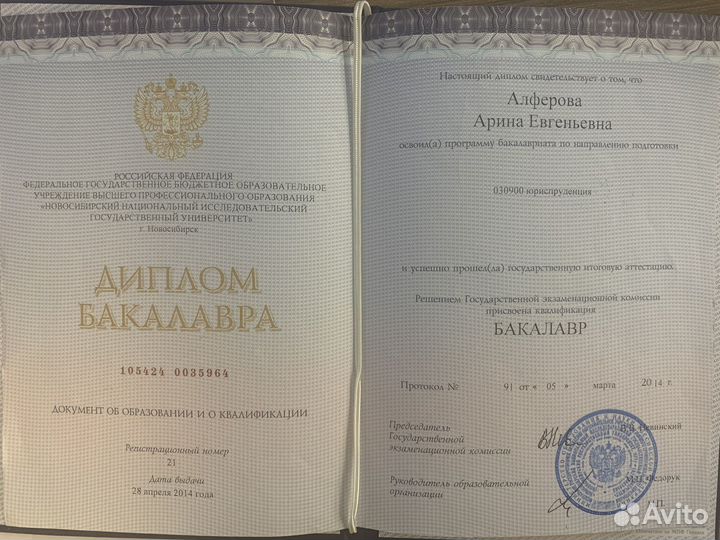 РОССИЙСКАЯ ФЕДЕРАЦИЯ
ФЕДЕРАЛЬНОЕ ГОСУДАРСТВЕННОЕ БЮДЖЕТНОЕ ОБРАЗОВАТЕЛЬНОЕ
УЧРЕЖДЕНИЕ ВЫСШЕГО ПРОФЕССИОНАЛЬНОГО ОБРАЗОВАНИЯ
«НОВОСИБИРСКИЙ НАЦИОНАЛЬНЫЙ ИССЛЕДОВАТЕЛЬСКИЙ
ГОСУДАРСТВЕННЫЙ УНИВЕРСИТЕТ»
г. Новосибирск
ДИПЛОМ
БАКАЛАВРА
105424 0035964
ДОКУМЕНТ ОБ ОБРАЗОВАНИИ И О КВАЛИФИКАЦИИ
Регистрационный номер
21
Дата выдачи
28 апреля 2014 года
Настоящий диплом свидетельствует о том, что
Алферова
Арина Евгеньевна
освоил(а) программу бакалавриата по направлению подготовки
030900 юриспруденция
и успешно прошел(ла) государственную итоговую аттестацию.
Решением Государственной экзаменационной комиссии
присвоена квалификация
БАКАЛАВР
Протокол № 91 от « 05 » марта 2014 г.
Председатель
Государственной
экзаменационной комиссии
Руководитель образовательной
организации
М.П.
Avito